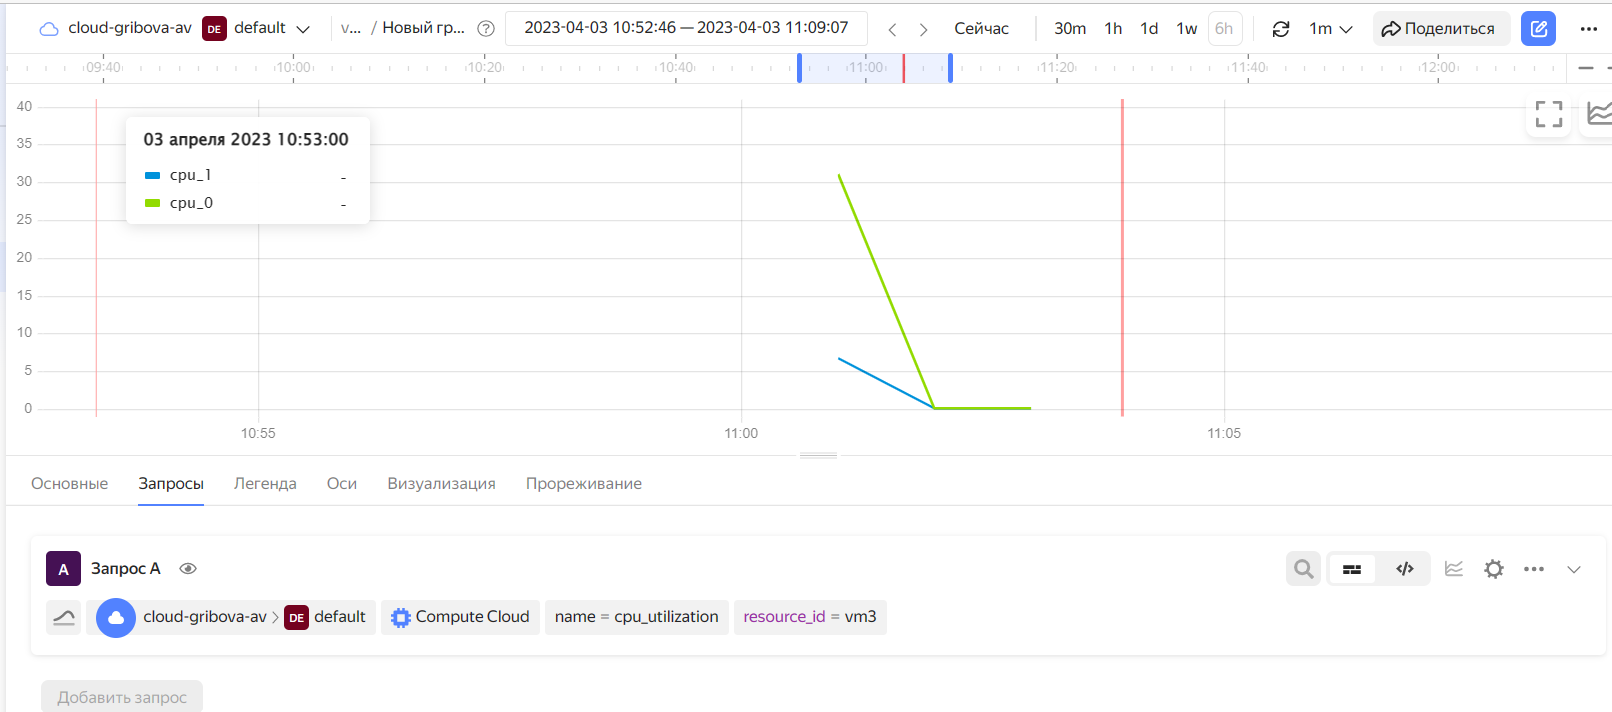 cloud-gribova-av DE default v... / Новый гр... ? 2023-04-03 10:52:46 — 2023-04-03 11:09:07 Сейчас 30m 1h 1d 1w 6h 1m Поделиться
09:40 10:00 10:20 10:40 11:00 11:20 11:40 12:00
40
35
30
25
20
15
10
5
0
03 апреля 2023 10:53:00
cpu_1 -
cpu_0 -
10:55 11:00 11:05
Основные Запросы Легенда Оси Визуализация Прореживание
A Запрос A </>
cloud-gribova-av > DE default Compute Cloud name = cpu_utilization resource_id = vm3
Добавить запрос